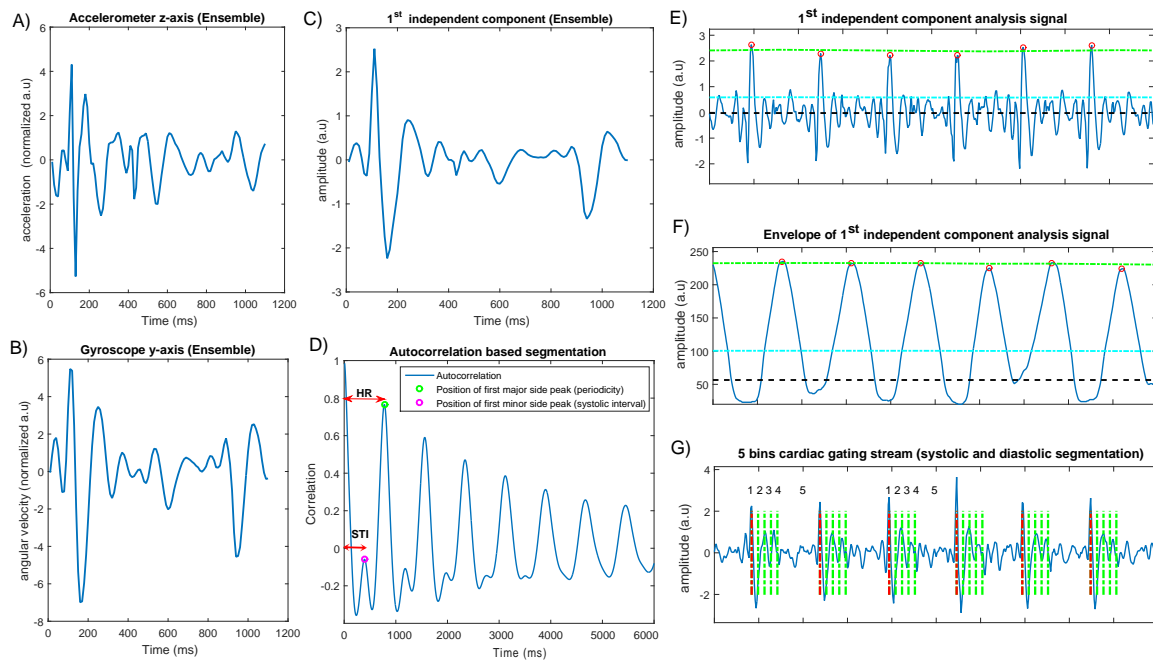 A)
Accelerometer z-axis (Ensemble)
acceleration (normalized a.u)
6
4
2
0
-2
-4
-6
0 200 400 600 800 1000 1200
Time (ms)
B)
Gyroscope y-axis (Ensemble)
angular velocity (normalized a.u)
6
4
2
0
-2
-4
-6
-8
0 200 400 600 800 1000 1200
Time (ms)
C)
1st independent component (Ensemble)
amplitude (a.u)
3
2
1
0
-1
-2
-3
0 200 400 600 800 1000 1200
Time (ms)
D)
Autocorrelation based segmentation
Correlation
1
0.8
0.6
0.4
0.2
0
-0.2
HR
STI
Autocorrelation
Position of first major side peak (periodicity)
Position of first minor side peak (systolic interval)
0 1000 2000 3000 4000 5000 6000
Time (ms)
E)
1st independent component analysis signal
amplitude (a.u)
3
2
1
0
-1
-2
F)
Envelope of 1st independent component analysis signal
amplitude (a.u)
250
200
150
100
50
G)
5 bins cardiac gating stream (systolic and diastolic segmentation)
amplitude (a.u)
4
2
0
-2
1 2 3 4 5 1 2 3 4 5